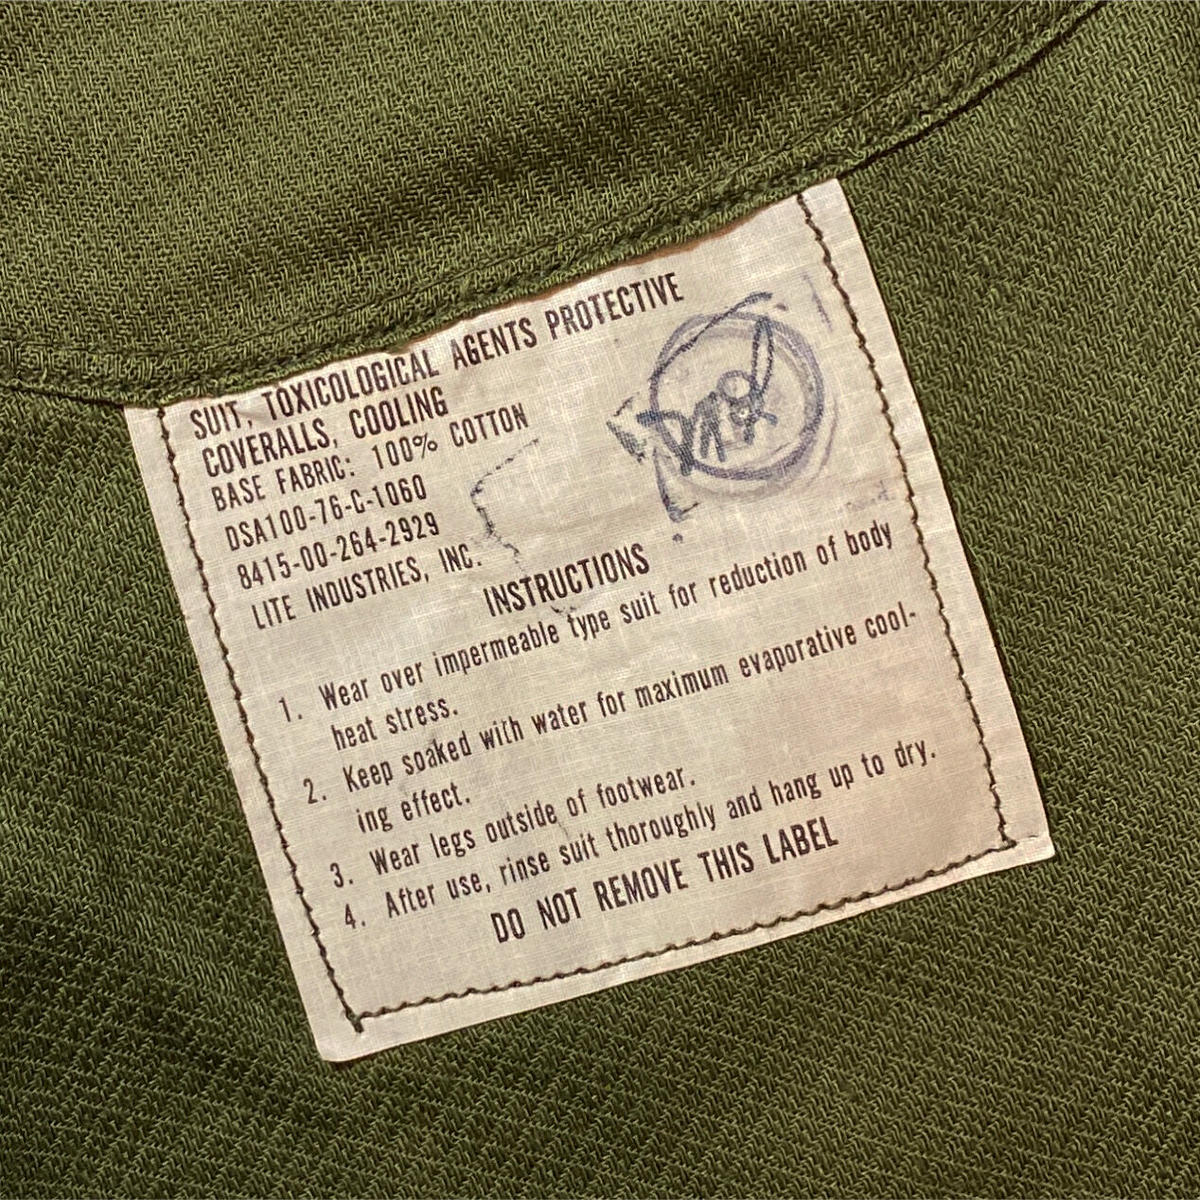 SUIT, TOXICOLOGICAL AGENTS PROTECTIVE
COVERALLS, COOLING
BASE FABRIC: 100% COTTON
DSA100-76-C-1060
8415-00-264-2929
LITE INDUSTRIES, INC.
INSTRUCTIONS
1. Wear over impermeable type suit for reduction of body
heat stress.
2. Keep soaked with water for maximum evaporative cool-
ing effect.
3. Wear legs outside of footwear.
4. After use, rinse suit thoroughly and hang up to dry.
DO NOT REMOVE THIS LABEL